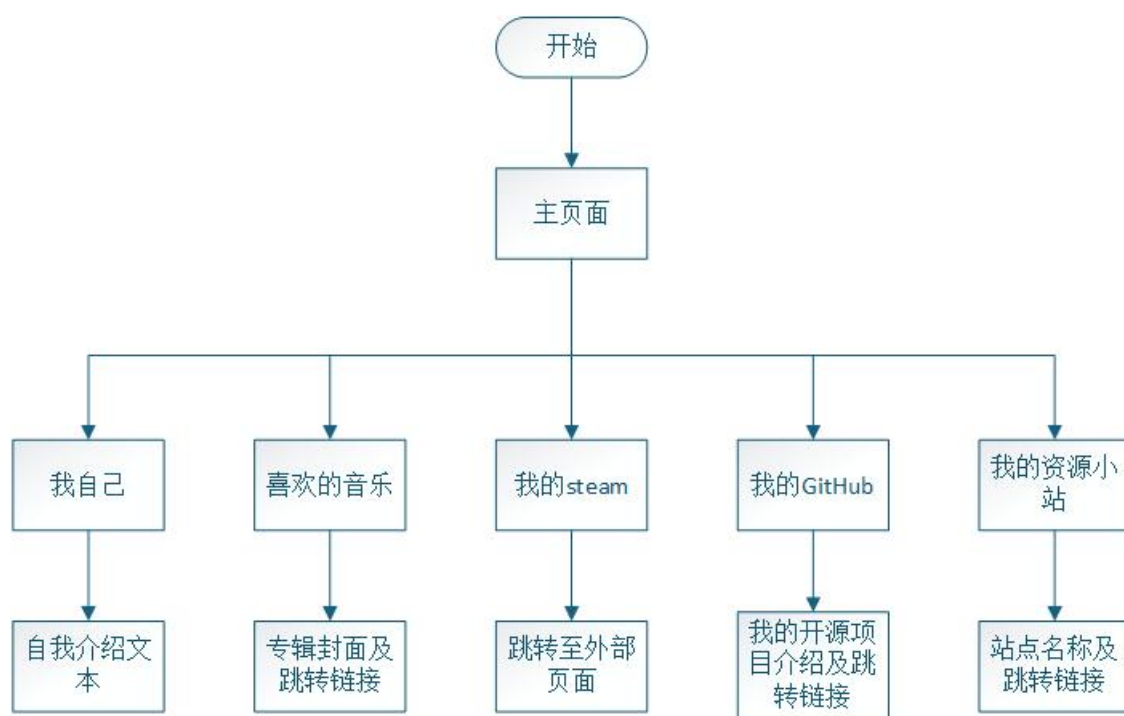 开始
主页面
我自己
喜欢的音乐
我的steam
我的GitHub
我的资源小
站
自我介绍文
本
专辑封面及
跳转链接
跳转至外部
页面
我的开源项
目介绍及跳
转链接
站点名称及
跳转链接